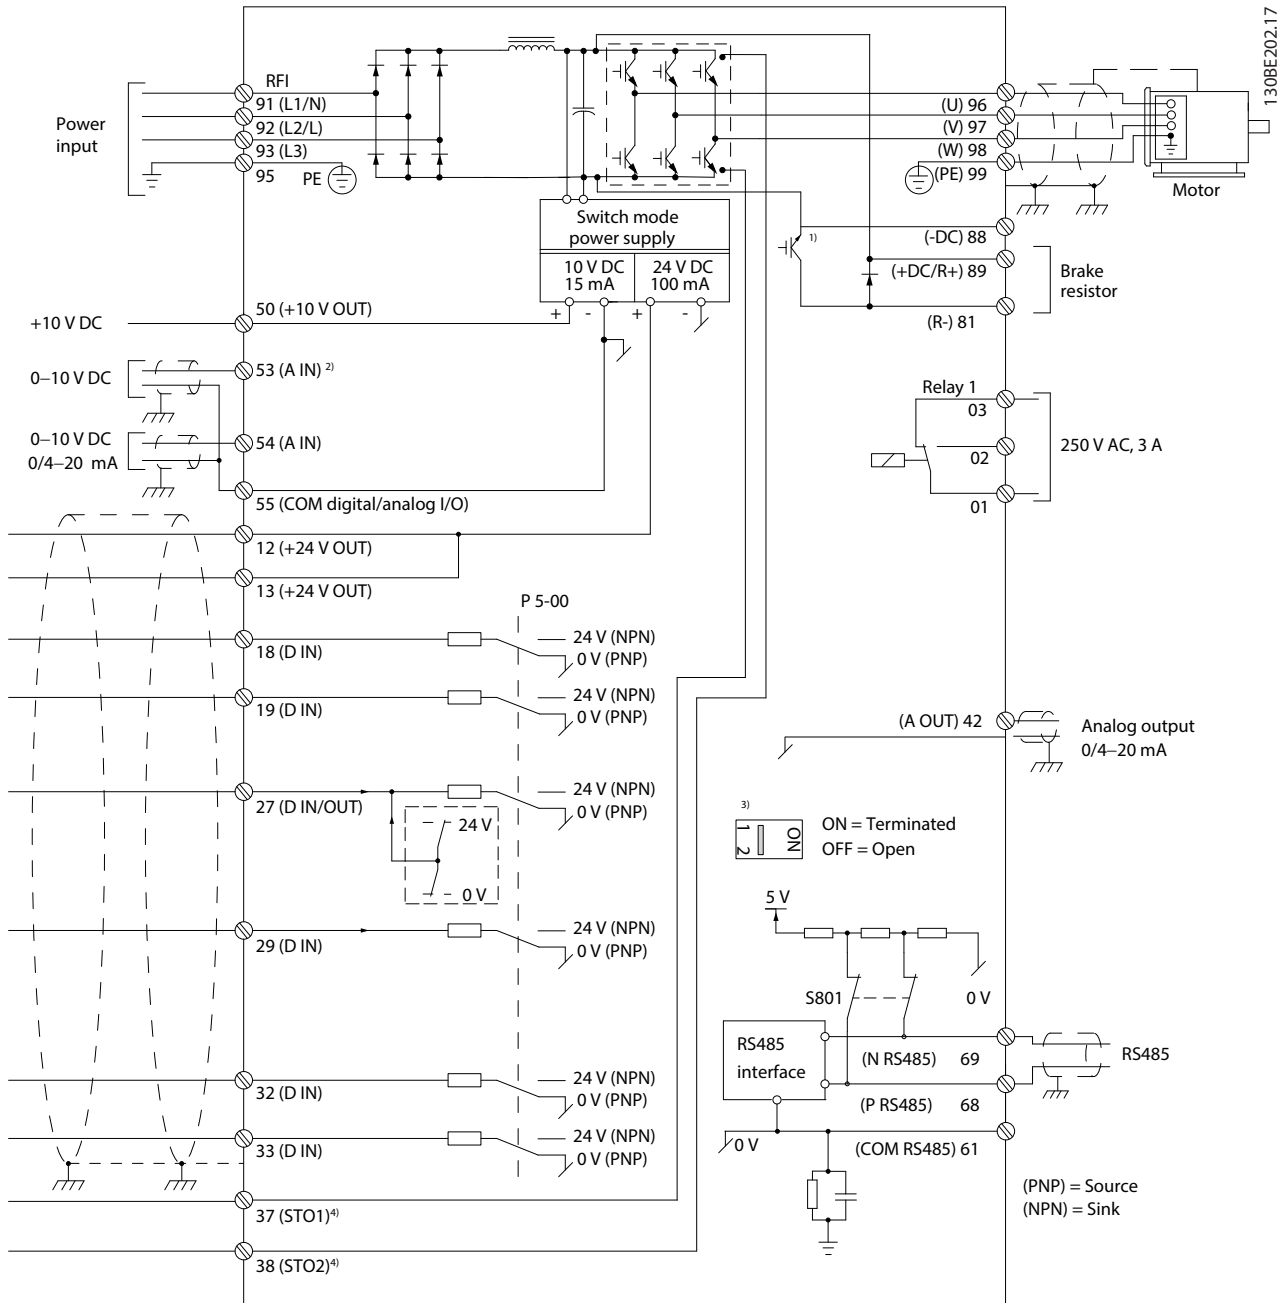 130BE202.17
RFI
91 (L1/N)
92 (L2/L)
93 (L3)
95
PE
Power
input
(U) 96
(V) 97
(W) 98
(PE) 99
Motor
Switch mode
power supply
10 V DC
15 mA
24 V DC
100 mA
+ - + -
1)
(-DC) 88
(+DC/R+) 89
(R-) 81
Brake
resistor
+10 V DC
50 (+10 V OUT)
0–10 V DC
53 (A IN) 2)
0–10 V DC
0/4–20 mA
54 (A IN)
55 (COM digital/analog I/O)
12 (+24 V OUT)
13 (+24 V OUT)
Relay 1
03
02
01
250 V AC, 3 A
P 5-00
18 (D IN)
24 V (NPN)
0 V (PNP)
19 (D IN)
24 V (NPN)
0 V (PNP)
27 (D IN/OUT)
24 V (NPN)
0 V (PNP)
24 V
0 V
29 (D IN)
24 V (NPN)
0 V (PNP)
32 (D IN)
24 V (NPN)
0 V (PNP)
33 (D IN)
24 V (NPN)
0 V (PNP)
37 (STO1)4)
38 (STO2)4)
(A OUT) 42
Analog output
0/4–20 mA
3)
1 2
ON
ON = Terminated
OFF = Open
5 V
S801
0 V
RS485
interface
(N RS485) 69
(P RS485) 68
RS485
0 V
(COM RS485) 61
(PNP) = Source
(NPN) = Sink